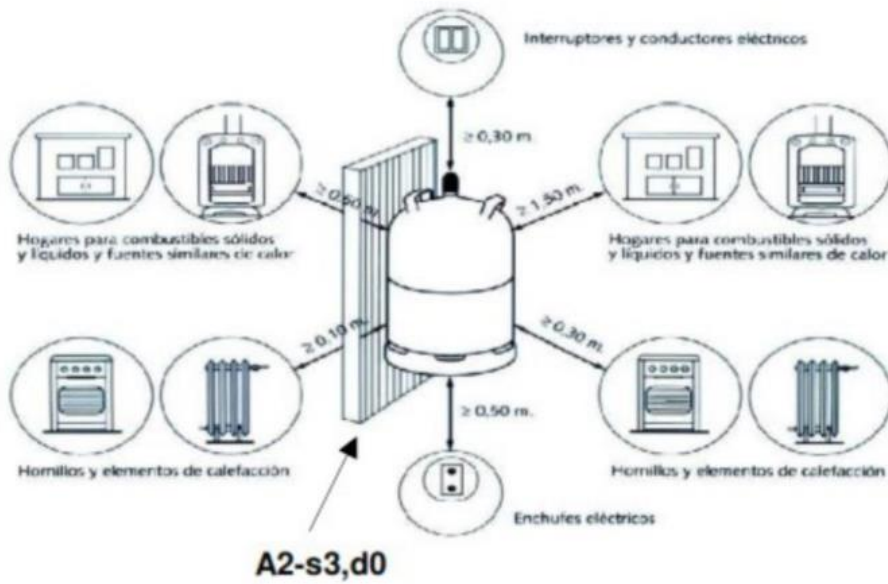 Interruptores y conductores eléctricos
≥ 0,30 m.
≥ 0,60 m.
≥ 1,50 m.
Hogares para combustibles sólidos
y líquidos y fuentes similares de calor
Hogares para combustibles sólidos
y líquidos y fuentes similares de calor
≥ 0,10 m.
≥ 0,30 m.
≥ 0,50 m.
Hornillos y elementos de calefacción
Hornillos y elementos de calefacción
Enchufes eléctricos
A2-s3,d0